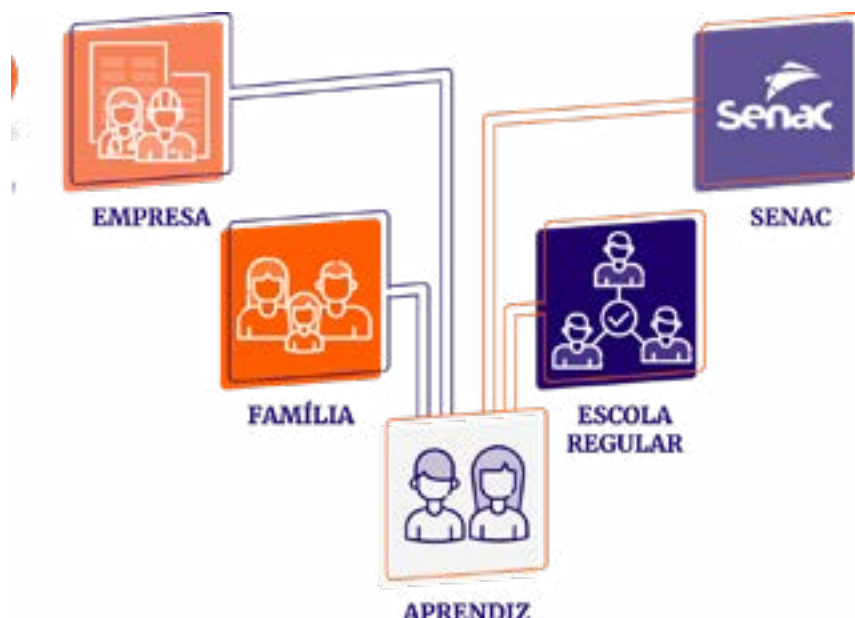 Senac
EMPRESA
SENAC
FAMÍLIA
ESCOLA
REGULAR
APRENDIZ